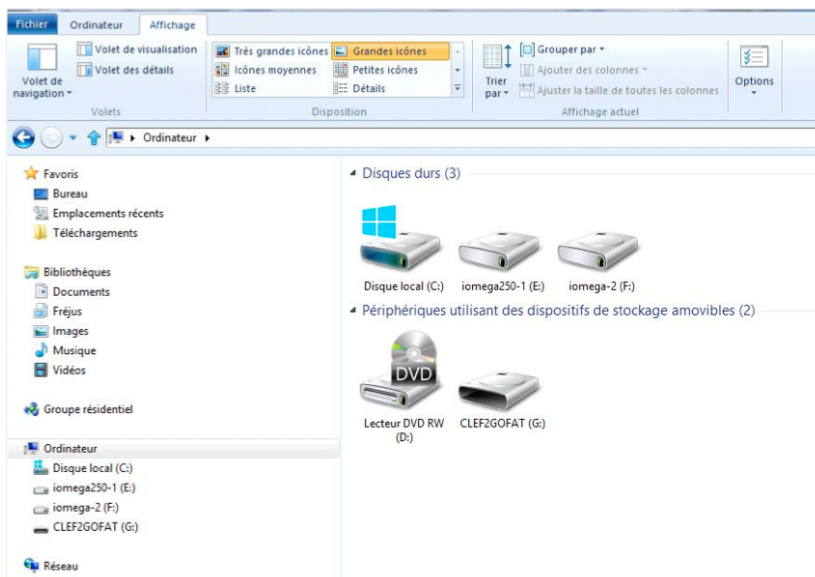 Fichier Ordinateur Affichage
Volet de navigation
Volet de visualisation
Volet des détails
Volets
Très grandes icônes Grandes icônes
Icônes moyennes Petites icônes
Liste Détails
Disposition
Trier par
Grouper par
Ajouter des colonnes
Ajuster la taille de toutes les colonnes
Affichage actuel
Options
Ordinateur
Favoris
Bureau
Emplacements récents
Téléchargements
Bibliothèques
Documents
Fréjus
Images
Musique
Vidéos
Groupe résidentiel
Ordinateur
Disque local (C:)
iomega250-1 (E:)
iomega-2 (F:)
CLEF2GOFAT (G:)
Réseau
Disques durs (3)
Disque local (C:) iomega250-1 (E:) iomega-2 (F:)
Périphériques utilisant des dispositifs de stockage amovibles (2)
DVD
Lecteur DVD RW (D:) CLEF2GOFAT (G:)